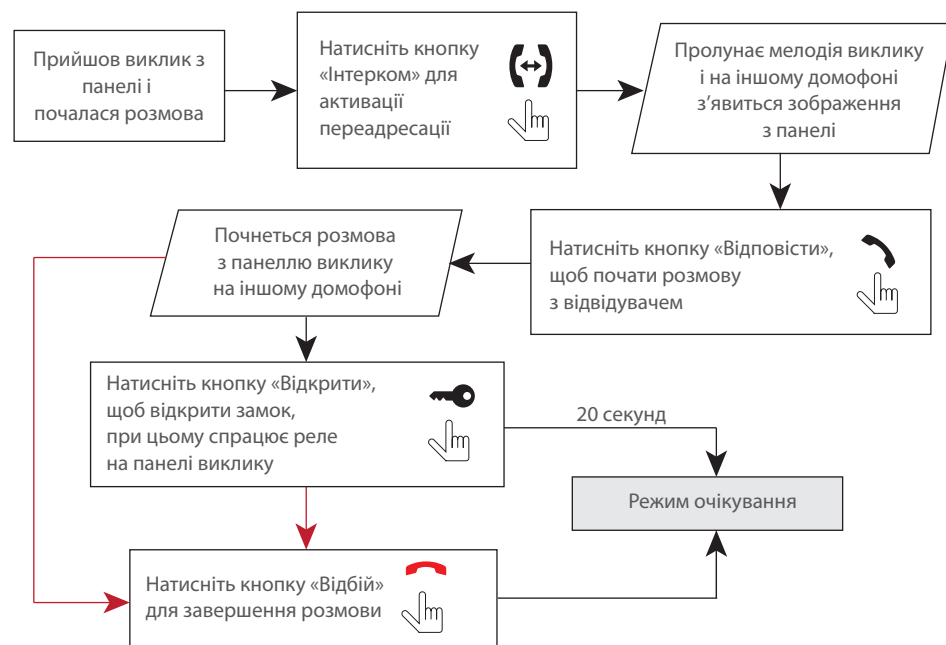 Прийшов виклик з
панелі і
почалася розмова
Натисніть кнопку
«Інтерком» для
активації
переадресації
Пролунає мелодія виклику
і на іншому домофоні
з’явиться зображення
з панелі
Почнеться розмова
з панеллю виклику
на іншому домофоні
Натисніть кнопку «Відповісти»,
щоб почати розмову
з відвідувачем
Натисніть кнопку «Відкрити»,
щоб відкрити замок,
при цьому спрацює реле
на панелі виклику
20 секунд
Режим очікування
Натисніть кнопку «Відбій»
для завершення розмови